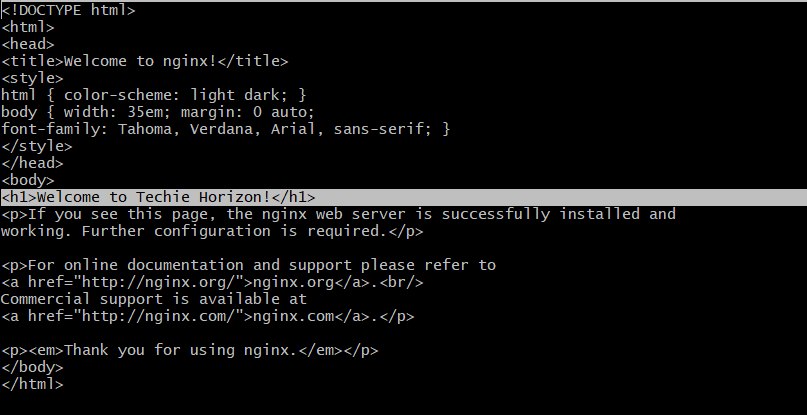 <!DOCTYPE html>
<html>
<head>
<title>Welcome to nginx!</title>
<style>
html { color-scheme: light dark; }
body { width: 35em; margin: 0 auto;
font-family: Tahoma, Verdana, Arial, sans-serif; }
</style>
</head>
<body>
<h1>Welcome to Techie Horizon!</h1>
<p>If you see this page, the nginx web server is successfully installed and
working. Further configuration is required.</p>

<p>For online documentation and support please refer to
<a href="http://nginx.org/">nginx.org</a>.<br/>
Commercial support is available at
<a href="http://nginx.com/">nginx.com</a>.</p>

<p><em>Thank you for using nginx.</em></p>
</body>
</html>